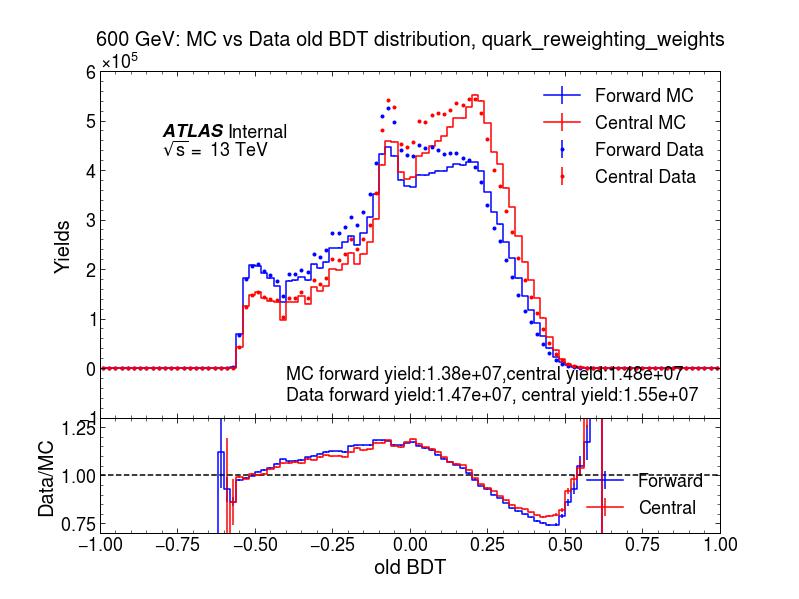 600 GeV: MC vs Data old BDT distribution, quark_reweighting_weights
×10⁵
6
5
4
3
2
1
0
−1
Yields
ATLAS Internal
√s = 13 TeV
Forward MC
Central MC
Forward Data
Central Data
MC forward yield:1.38e+07,central yield:1.48e+07
Data forward yield:1.47e+07, central yield:1.55e+07
1.25
1.00
0.75
Data/MC
Forward
Central
−1.00 −0.75 −0.50 −0.25 0.00 0.25 0.50 0.75 1.00
old BDT